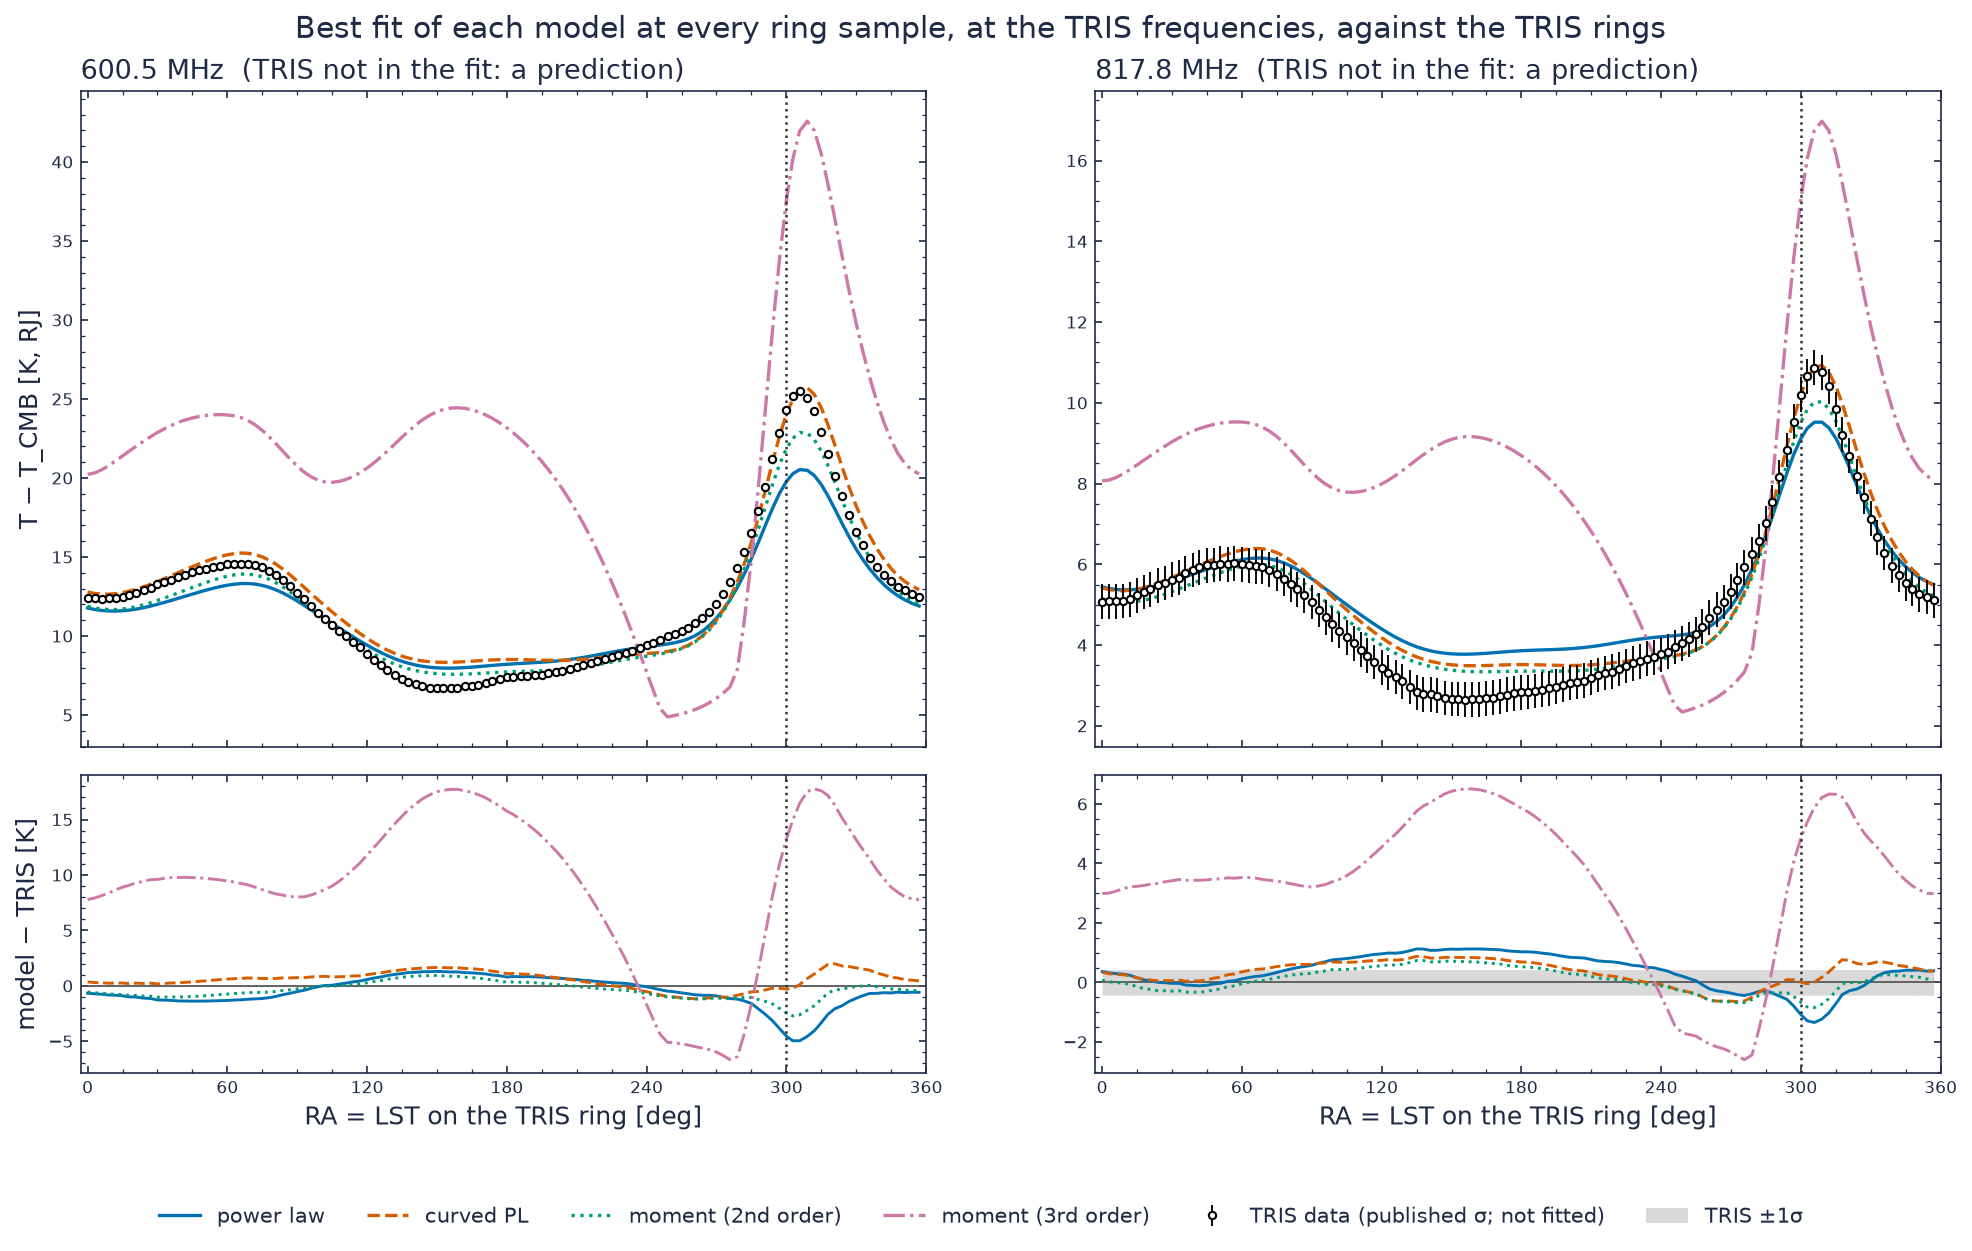 Best fit of each model at every ring sample, at the TRIS frequencies, against the TRIS rings
600.5 MHz  (TRIS not in the fit: a prediction)
817.8 MHz  (TRIS not in the fit: a prediction)
T − T_CMB [K, RJ]
40
35
30
25
20
15
10
5
16
14
12
10
8
6
4
2
model − TRIS [K]
15
10
5
0
−5
6
4
2
0
−2
0 60 120 180 240 300 360
0 60 120 180 240 300 360
RA = LST on the TRIS ring [deg]
RA = LST on the TRIS ring [deg]
power law
curved PL
moment (2nd order)
moment (3rd order)
TRIS data (published σ; not fitted)
TRIS ±1σ